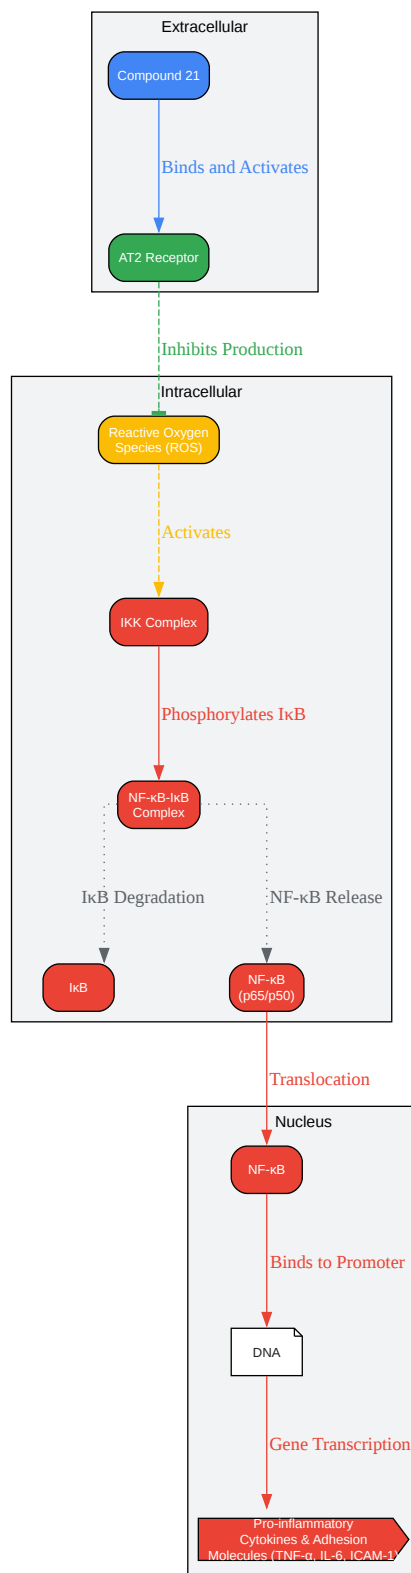 Extracellular
Compound 21
Binds and Activates
AT2 Receptor
Inhibits Production
Intracellular
Reactive Oxygen
Species (ROS)
Activates
IKK Complex
Phosphorylates IκB
NF-κB-IκB
Complex
IκB Degradation
NF-κB Release
IκB
NF-κB
(p65/p50)
Translocation
Nucleus
NF-κB
Binds to Promoter
DNA
Gene Transcription
Pro-inflammatory
Cytokines & Adhesion
Molecules (TNF-α, IL-6, ICAM-1)